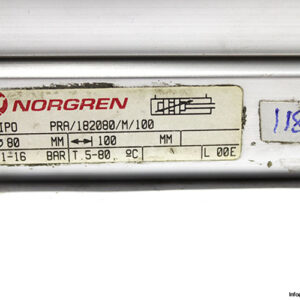 NORGREN
IPO PRA/182080/M/100
80 MM 100 MM
1-16 BAR T.5-80 ºC L 00E
118